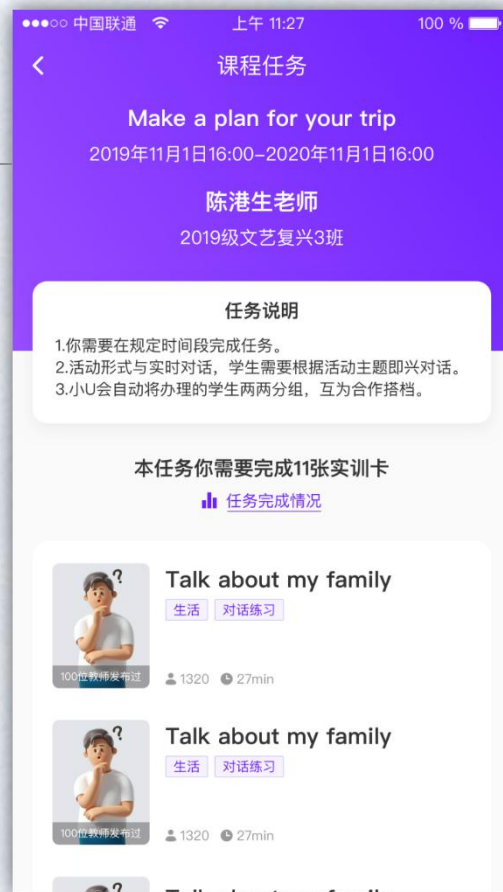 中国联通 上午 11:27 100 %
课程任务
Make a plan for your trip
2019年11月1日16:00-2020年11月1日16:00
陈港生老师
2019级文艺复兴3班
任务说明
1.你需要在规定时间段完成任务。
2.活动形式与实时对话，学生需要根据活动主题即兴对话。
3.小U会自动将办理的学生两两分组，互为合作搭档。
本任务你需要完成11张实训卡
任务完成情况
Talk about my family
生活 对话练习
100位教师发布过 1320 27min
Talk about my family
生活 对话练习
100位教师发布过 1320 27min